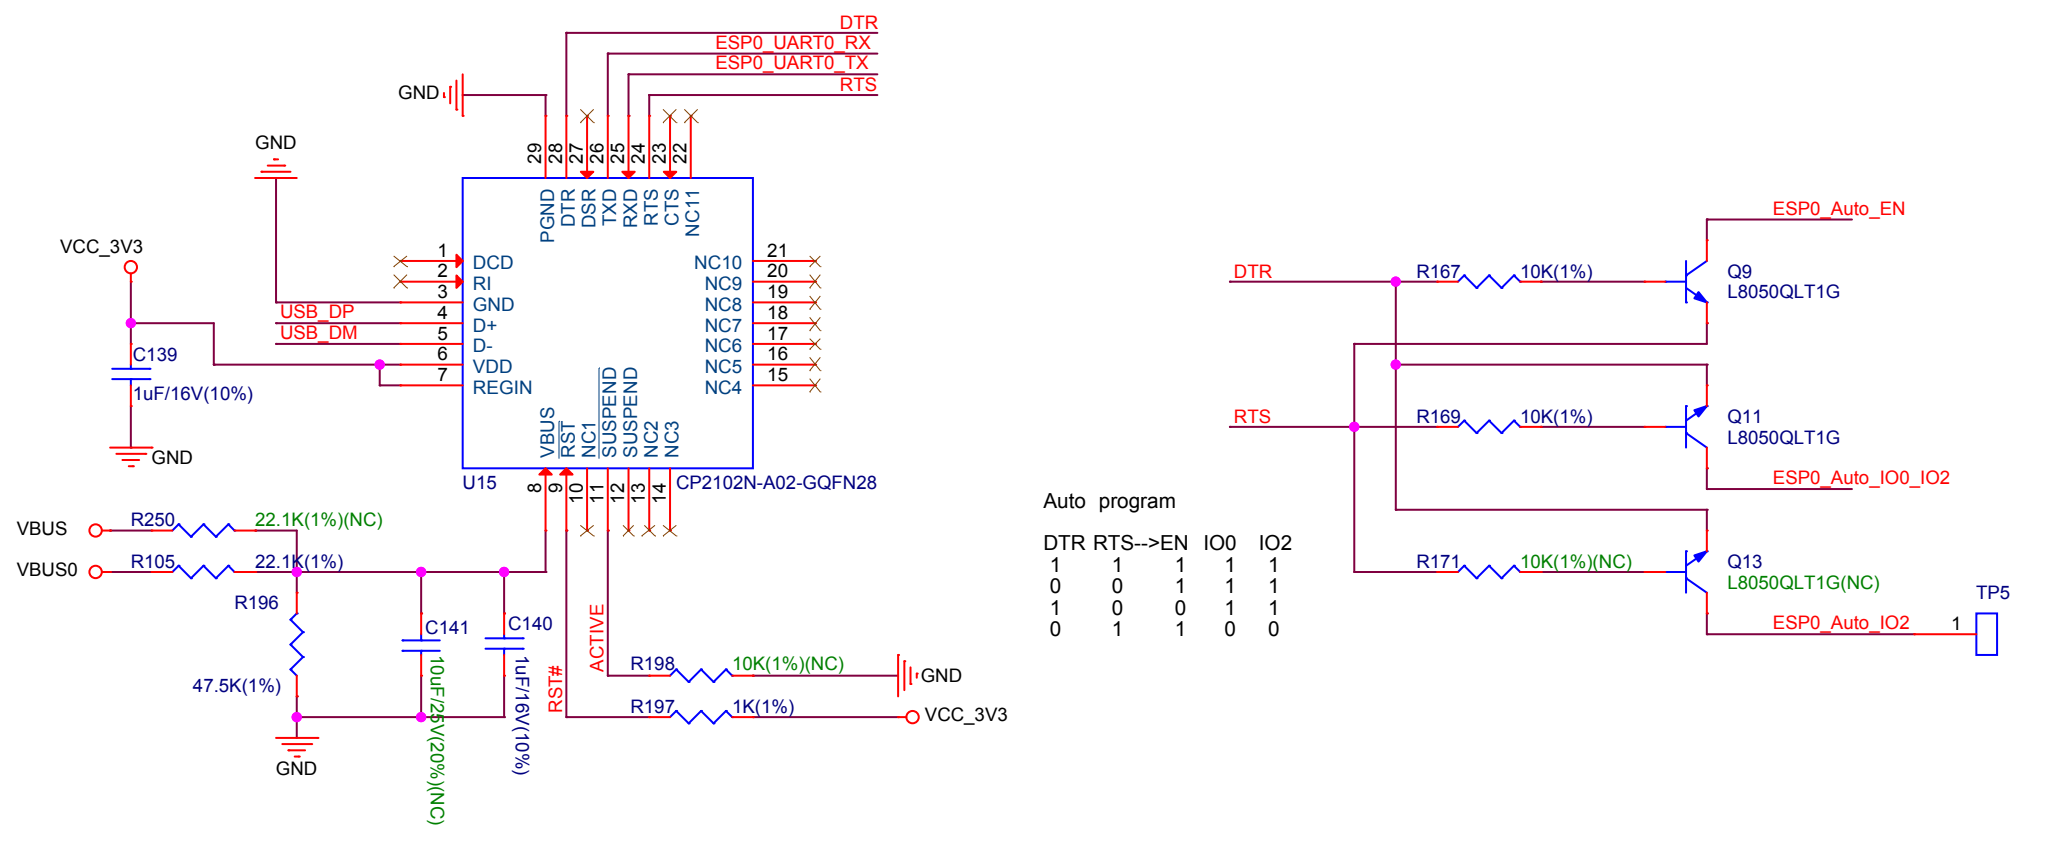 DTR
ESP0_UART0_RX
ESP0_UART0_TX
RTS
GND
29
28
27
26
25
24
23
22
PGND
DTR
DSR
TXD
RXD
RTS
CTS
NC11
GND
VCC_3V3
C139
1uF/16V(10%)
GND
USB_DP
USB_DM
1 DCD
2 RI
3 GND
4 D+
5 D-
6 VDD
7 REGIN
NC10 21
NC9 20
NC8 19
NC7 18
NC6 17
NC5 16
NC4 15
VBUS
RST
NC1
SUSPEND
SUSPEND
NC2
NC3
8
9
10
11
12
13
14
U15
CP2102N-A02-GQFN28
VBUS
R250
22.1K(1%)(NC)
VBUS0
R105
22.1K(1%)
R196
47.5K(1%)
C141
10uF/25V(20%)(NC)
C140
1uF/16V(10%)
GND
RST#
ACTIVE
R198
10K(1%)(NC)
GND
R197
1K(1%)
VCC_3V3
Auto program
DTR RTS-->EN IO0 IO2
1 1 1 1 1
0 0 1 1 1
1 0 0 1 1
0 1 1 0 0
DTR
R167
10K(1%)
Q9
L8050QLT1G
ESP0_Auto_EN
RTS
R169
10K(1%)
Q11
L8050QLT1G
ESP0_Auto_IO0_IO2
R171
10K(1%)(NC)
Q13
L8050QLT1G(NC)
ESP0_Auto_IO2
1
TP5